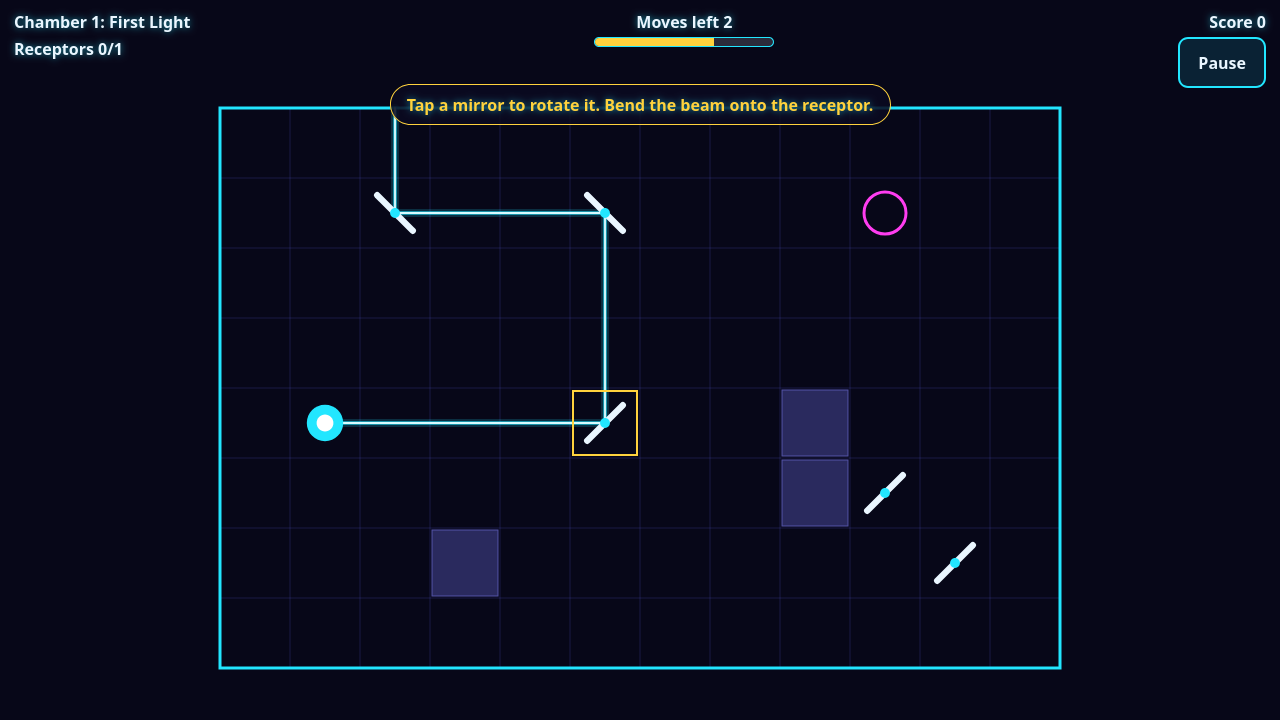 Chamber 1: First Light
Receptors 0/1
Moves left 2
Score 0
Pause
Tap a mirror to rotate it. Bend the beam onto the receptor.